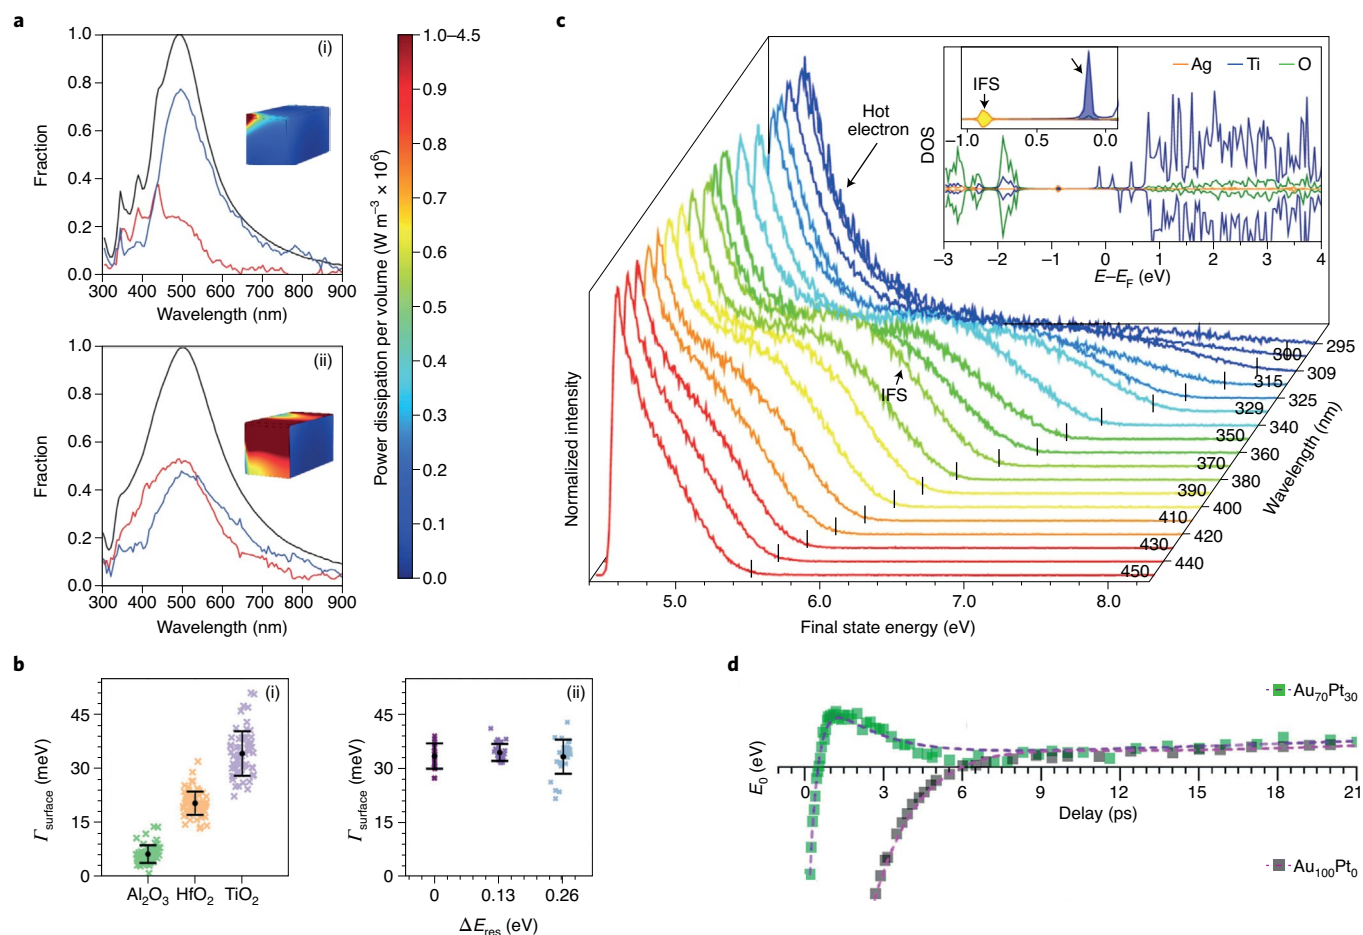 a
(i)
Fraction
1.0
0.8
0.6
0.4
0.2
0.0
300 400 500 600 700 800 900
Wavelength (nm)
(ii)
Fraction
1.0
0.8
0.6
0.4
0.2
0.0
300 400 500 600 700 800 900
Wavelength (nm)
Power dissipation per volume (W m⁻³ × 10⁶)
1.0–4.5
0.9
0.8
0.7
0.6
0.5
0.4
0.3
0.2
0.1
0.0
c
Hot
electron
IFS
Normalized intensity
5.0 6.0 7.0 8.0
Final state energy (eV)
295
300
309
315
325
329
340
350
360
370
380
390
400
410
420
430
440
450
Wavelength (nm)
Ag Ti O
IFS
−1.0 0.5 0.0
DOS
−3 −2 −1 0 1 2 3 4
E–E_F (eV)
b
(i)
Γ_surface (meV)
45
30
15
0
Al₂O₃ HfO₂ TiO₂
(ii)
Γ_surface (meV)
45
30
15
0
0 0.13 0.26
ΔE_res (eV)
d
Au₇₀Pt₃₀
E₀ (eV)
0 3 6 9 12 15 18 21
Delay (ps)
Au₁₀₀Pt₀